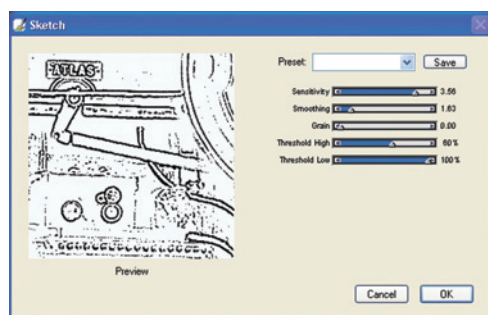 Sketch
ATLAS
Preset:
Save
Sensitivity 3.56
Smoothing 1.63
Grain 0.00
Threshold High 60%
Threshold Low 100%
Preview
Cancel
OK